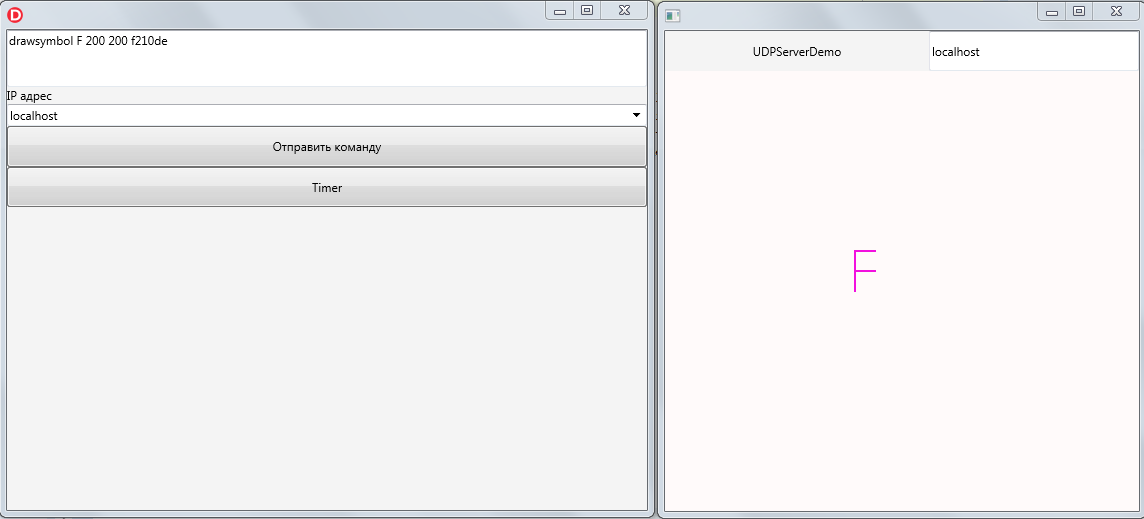 D
drawsymbol F 200 200 f210de
IP адрес
localhost
Отправить команду
Timer
UDPServerDemo
localhost
F